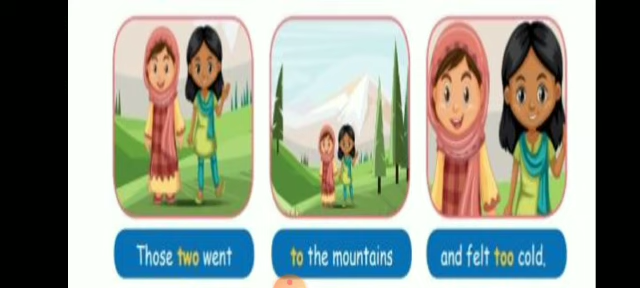 Those two went
to the mountains
and felt too cold.